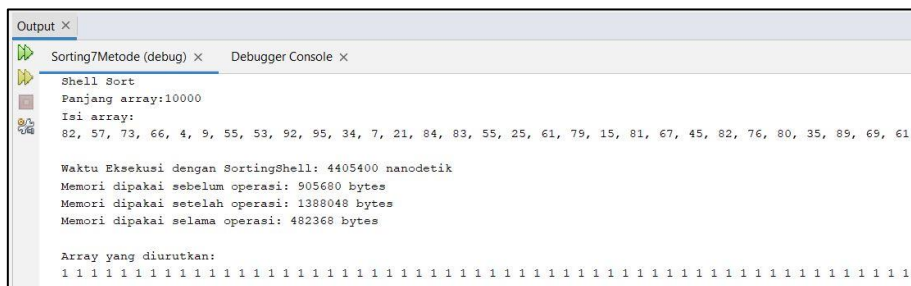 Output ×
Sorting7Metode (debug) × Debugger Console ×
Shell Sort
Panjang array:10000
Isi array:
82, 57, 73, 66, 4, 9, 55, 53, 92, 95, 34, 7, 21, 84, 83, 55, 25, 61, 79, 15, 81, 67, 45, 82, 76, 80, 35, 89, 69, 61
Waktu Eksekusi dengan SortingShell: 4405400 nanodetik
Memori dipakai sebelum operasi: 905680 bytes
Memori dipakai setelah operasi: 1388048 bytes
Memori dipakai selama operasi: 482368 bytes
Array yang diurutkan:
1 1 1 1 1 1 1 1 1 1 1 1 1 1 1 1 1 1 1 1 1 1 1 1 1 1 1 1 1 1 1 1 1 1 1 1 1 1 1 1 1 1 1 1 1 1 1 1 1 1 1 1 1 1 1 1 1 1